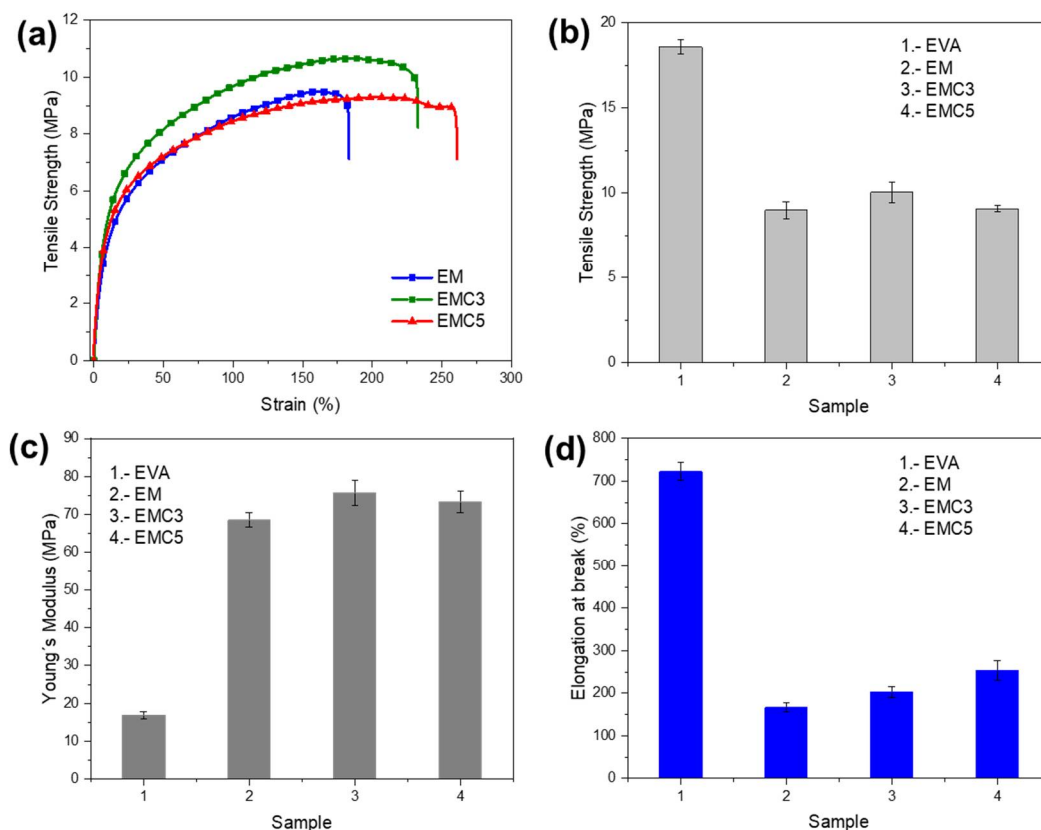 (a)
Tensile Strength (MPa)
12
10
8
6
4
2
0
0 50 100 150 200 250 300
Strain (%)
EM
EMC3
EMC5
(b)
Tensile Strength (MPa)
20
15
10
5
0
1 2 3 4
Sample
1.- EVA
2.- EM
3.- EMC3
4.- EMC5
(c)
Young´s Modulus (MPa)
90
80
70
60
50
40
30
20
10
0
1 2 3 4
Sample
1.- EVA
2.- EM
3.- EMC3
4.- EMC5
(d)
Elongation at break (%)
800
700
600
500
400
300
200
100
0
1 2 3 4
Sample
1.- EVA
2.- EM
3.- EMC3
4.- EMC5